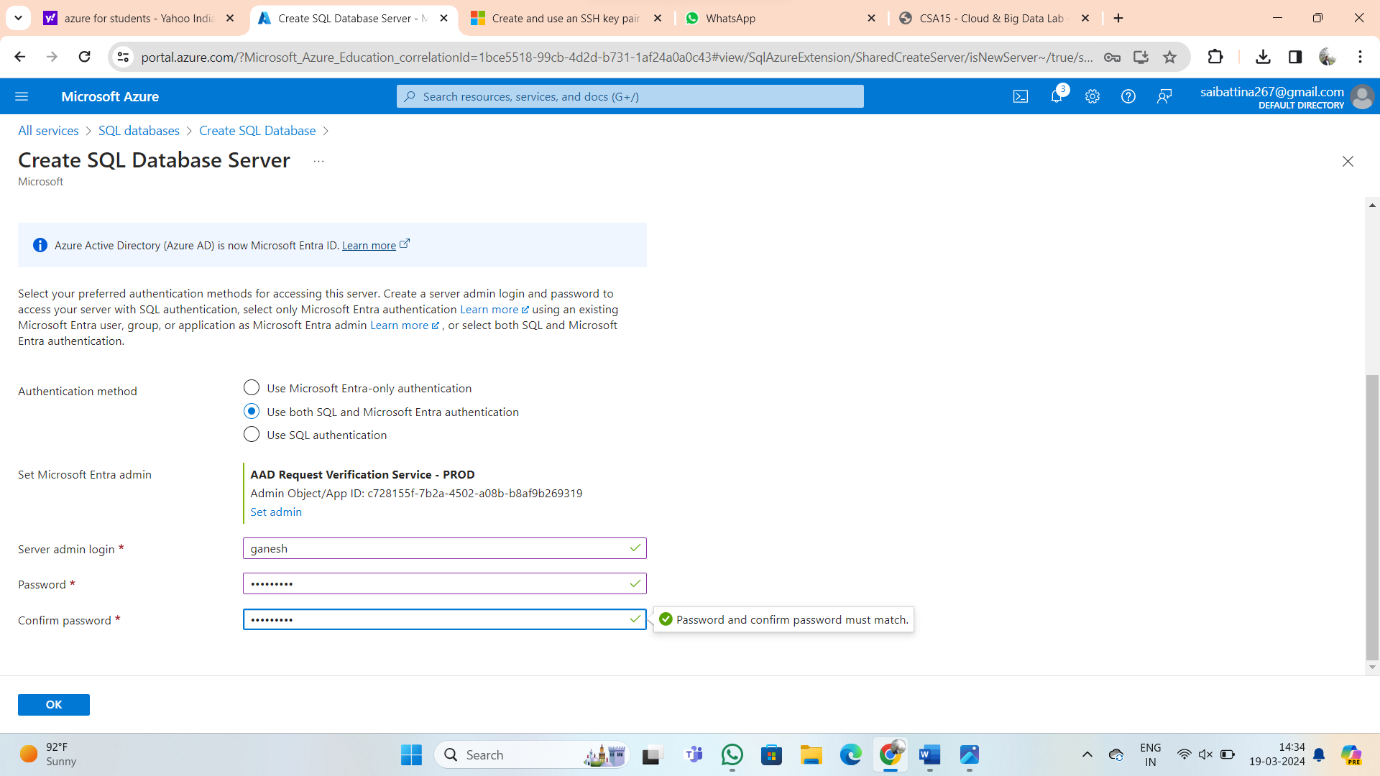 azure for students - Yahoo Indi
Create SQL Database Server - M
Create and use an SSH key pair
WhatsApp
CSA15 - Cloud & Big Data Lab -
portal.azure.com/?Microsoft_Azure_Education_correlationId=1bce5518-99cb-4d2d-b731-1af24a0a0c43#view/SqlAzureExtension/SharedCreateServer/isNewServer~/true/s...
Microsoft Azure
Search resources, services, and docs (G+/)
3
saibattina267@gmail.com
DEFAULT DIRECTORY
All services > SQL databases > Create SQL Database >
Create SQL Database Server ...
Microsoft
Azure Active Directory (Azure AD) is now Microsoft Entra ID. Learn more
Select your preferred authentication methods for accessing this server. Create a server admin login and password to
access your server with SQL authentication, select only Microsoft Entra authentication Learn more using an existing
Microsoft Entra user, group, or application as Microsoft Entra admin Learn more , or select both SQL and Microsoft
Entra authentication.
Authentication method
Use Microsoft Entra-only authentication
Use both SQL and Microsoft Entra authentication
Use SQL authentication
Set Microsoft Entra admin
AAD Request Verification Service - PROD
Admin Object/App ID: c728155f-7b2a-4502-a08b-b8af9b269319
Set admin
Server admin login *
ganesh
Password *
•••••••••
Confirm password *
•••••••••
Password and confirm password must match.
OK
92°F
Sunny
Search
ENG
IN
14:34
19-03-2024
PRE